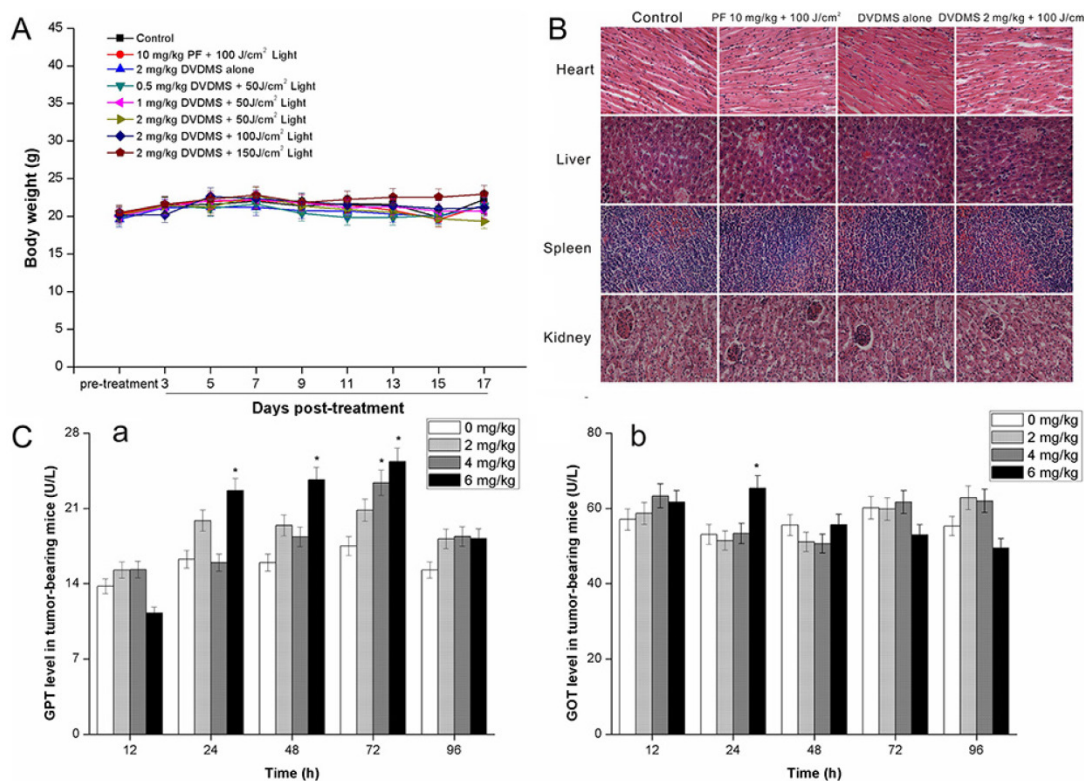 A
45
40
35
30
25
20
15
10
5
0
Body weight (g)
Control
10 mg/kg PF + 100 J/cm² Light
2 mg/kg DVDMS alone
0.5 mg/kg DVDMS + 50J/cm² Light
1 mg/kg DVDMS + 50J/cm² Light
2 mg/kg DVDMS + 50J/cm² Light
2 mg/kg DVDMS + 100J/cm² Light
2 mg/kg DVDMS + 150J/cm² Light
pre-treatment 3 5 7 9 11 13 15 17
Days post-treatment
B
Control PF 10 mg/kg + 100 J/cm² DVDMS alone DVDMS 2 mg/kg + 100 J/cm
Heart
Liver
Spleen
Kidney
C
a
28
21
14
7
0
GPT level in tumor-bearing mice (U/L)
0 mg/kg
2 mg/kg
4 mg/kg
6 mg/kg
* * * *
12 24 48 72 96
Time (h)
b
80
60
40
20
0
GOT level in tumor-bearing mice (U/L)
0 mg/kg
2 mg/kg
4 mg/kg
6 mg/kg
*
12 24 48 72 96
Time (h)